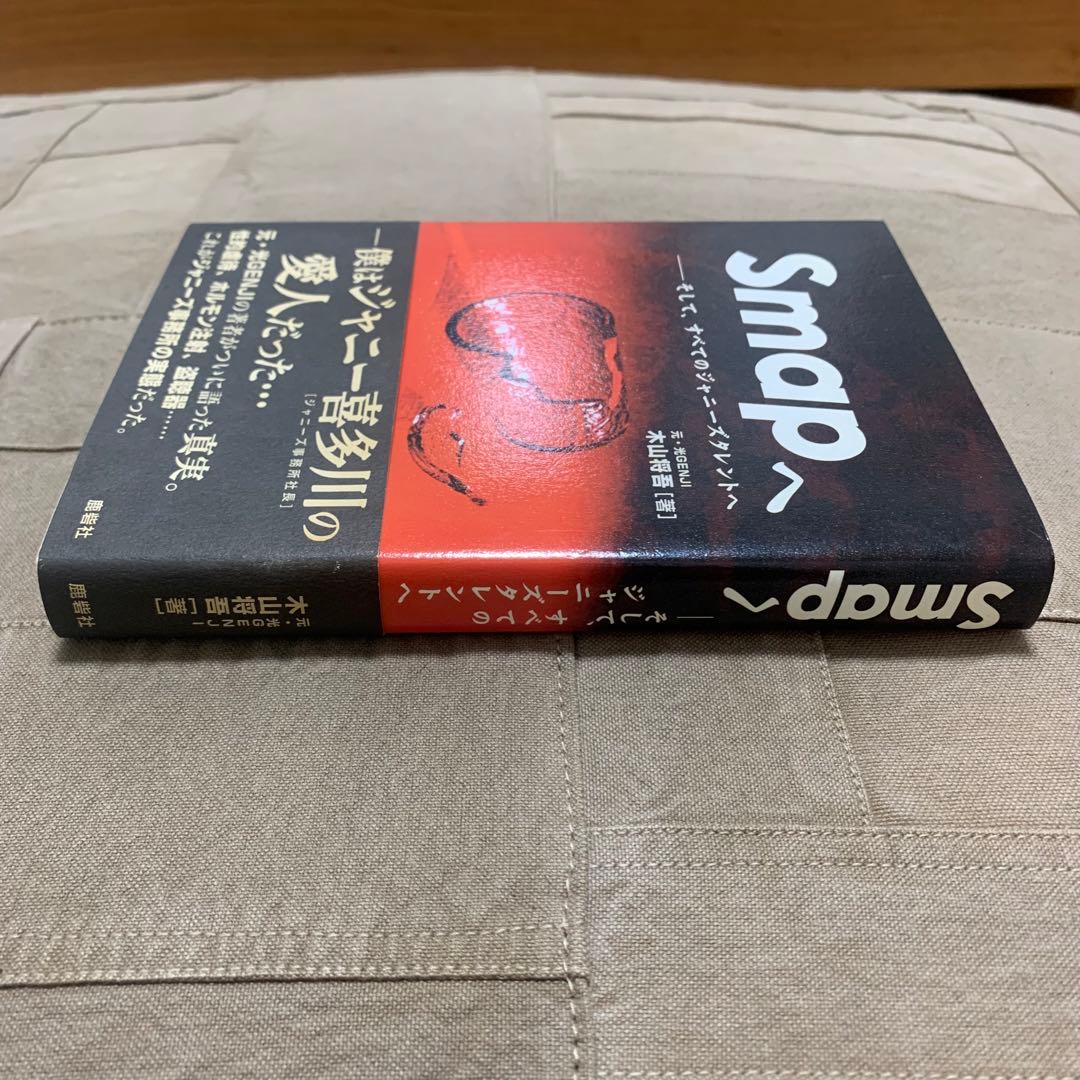 Smapへ
――そして、すべてのジャニーズタレントへ
元・光GENJI
木山将吾[著]
―僕はジャニー喜多川の
[ジャニーズ事務所社長]
愛人だった…
元・光GENJIの著者がついに語った真実。
性的虐待、ホルモン注射、盗聴器……
これがジャニーズ事務所の実態だった。
鹿砦社
Smapへ
――そして、すべての
ジャニーズタレントへ
元・光GENJI
木山将吾[著]
鹿砦社